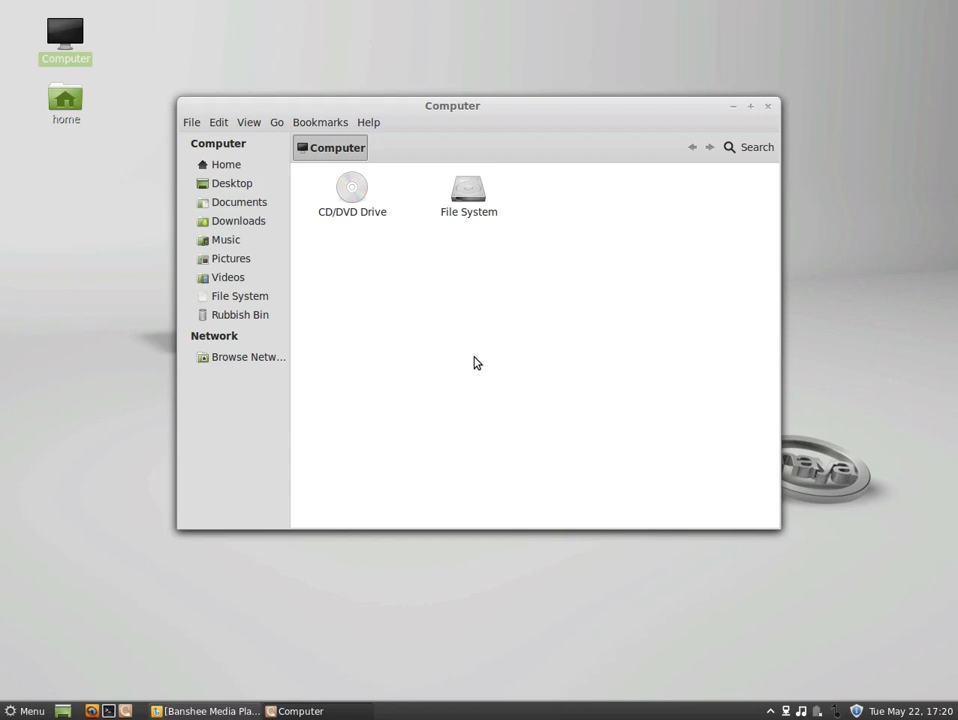 Computer
home
Computer
File Edit View Go Bookmarks Help
Computer
Home
Desktop
Documents
Downloads
Music
Pictures
Videos
File System
Rubbish Bin
Network
Browse Netw...
Computer
Search
CD/DVD Drive
File System
maya
Menu
[Banshee Media Pla...
Computer
Tue May 22, 17:20